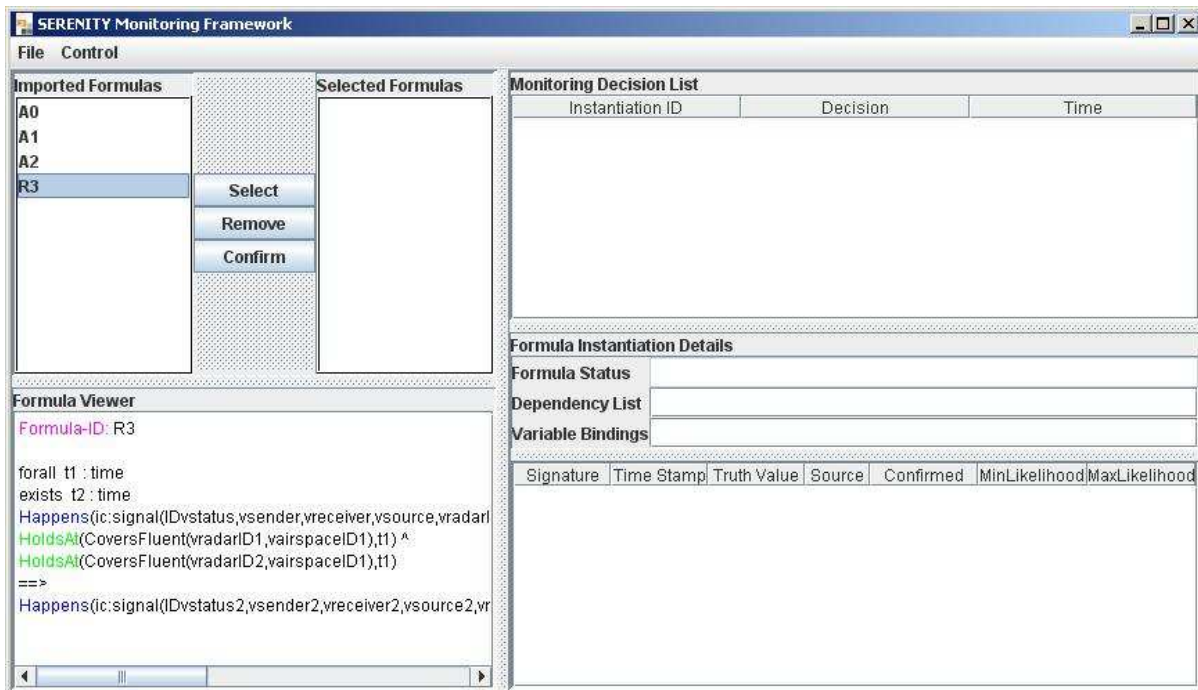 SERENITY Monitoring Framework
File Control
Imported Formulas
A0
A1
A2
R3
Select
Remove
Confirm
Selected Formulas
Formula Viewer
Formula-ID: R3
forall t1 : time
exists t2 : time
Happens(ic:signal(IDvstatus,vsender,vreceiver,vsource,vradarI
HoldsAt(CoversFluent(vradarID1,vairspaceID1),t1) ^
HoldsAt(CoversFluent(vradarID2,vairspaceID1),t1)
==>
Happens(ic:signal(IDvstatus2,vsender2,vreceiver2,vsource2,vr
Monitoring Decision List
Instantiation ID Decision Time
Formula Instantiation Details
Formula Status
Dependency List
Variable Bindings
Signature Time Stamp Truth Value Source Confirmed MinLikelihood MaxLikelihood